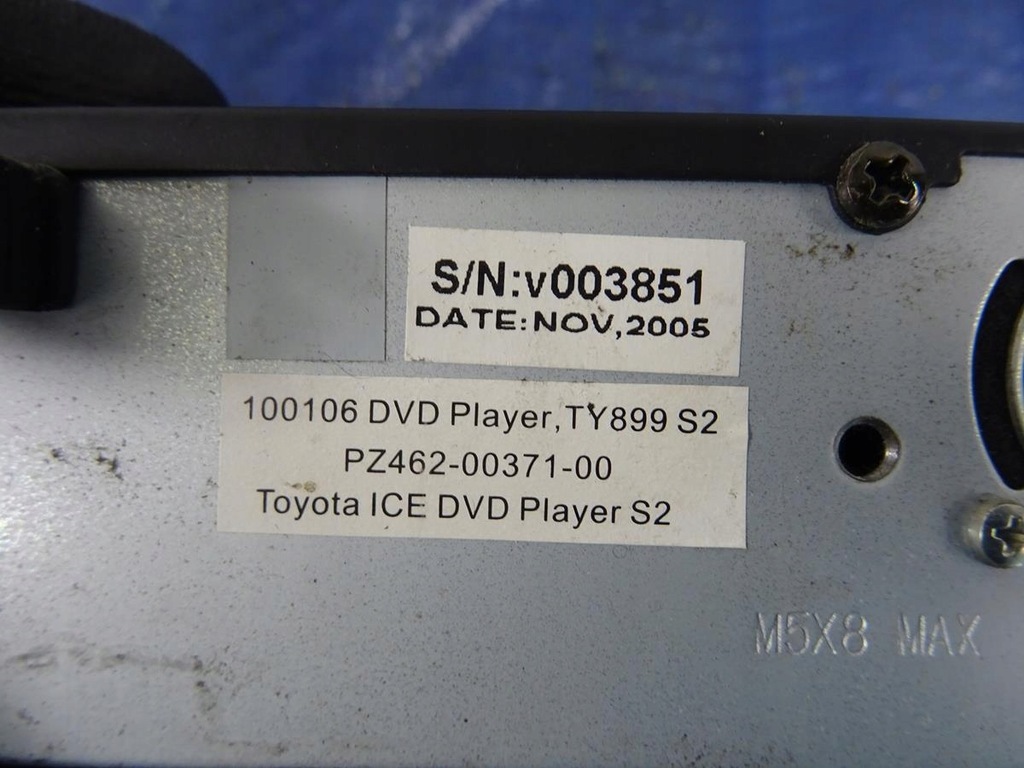 S/N:v003851
DATE:NOV,2005
100106 DVD Player,TY899 S2
PZ462-00371-00
Toyota ICE DVD Player S2
M5X8 MAX